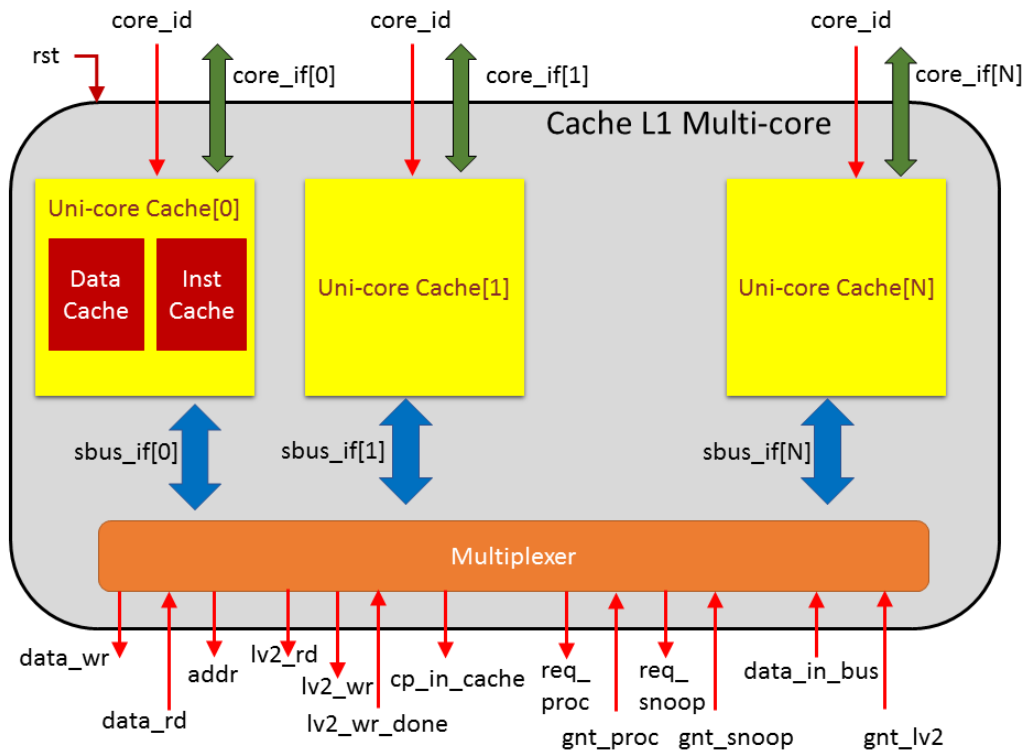 core_id
core_id
core_id
rst
core_if[0]
core_if[1]
core_if[N]
Cache L1 Multi-core
Uni-core Cache[0]
Data
Cache
Inst
Cache
Uni-core Cache[1]
Uni-core Cache[N]
sbus_if[0]
sbus_if[1]
sbus_if[N]
Multiplexer
data_wr
data_rd
addr
lv2_rd
lv2_wr
lv2_wr_done
cp_in_cache
req_
proc
gnt_proc
req_
snoop
gnt_snoop
data_in_bus
gnt_lv2